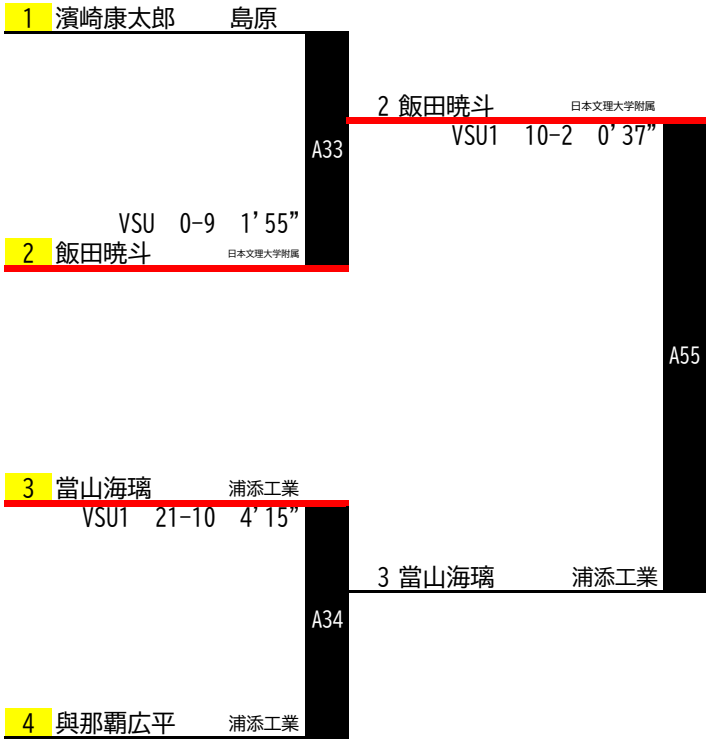 1 濱崎康太郎 島原
2 飯田暁斗 日本文理大学附属
VSU1 10-2 0'37"
A33
VSU 0-9 1'55"
2 飯田暁斗 日本文理大学附属
A55
3 當山海璃 浦添工業
VSU1 21-10 4'15"
3 當山海璃 浦添工業
A34
4 與那覇広平 浦添工業